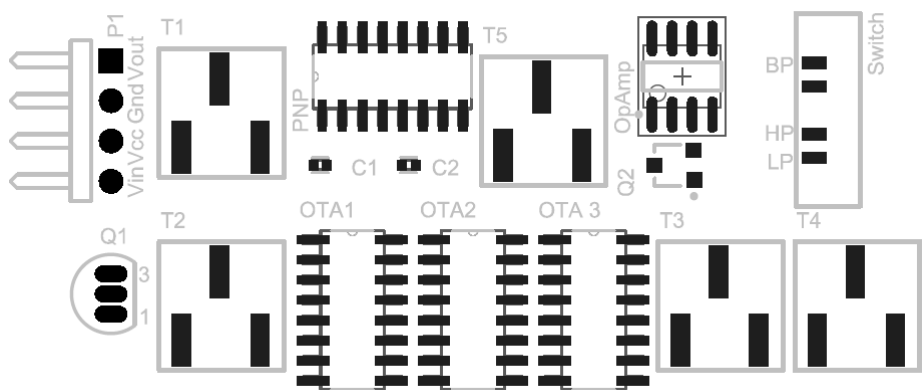 P1
Vout
Gnd
Vcc
Vin
T1
PNP
C1
C2
T5
OpAmp
Q2
BP
HP
LP
Switch
Q1
3
1
T2
OTA1
OTA2
OTA 3
T3
T4